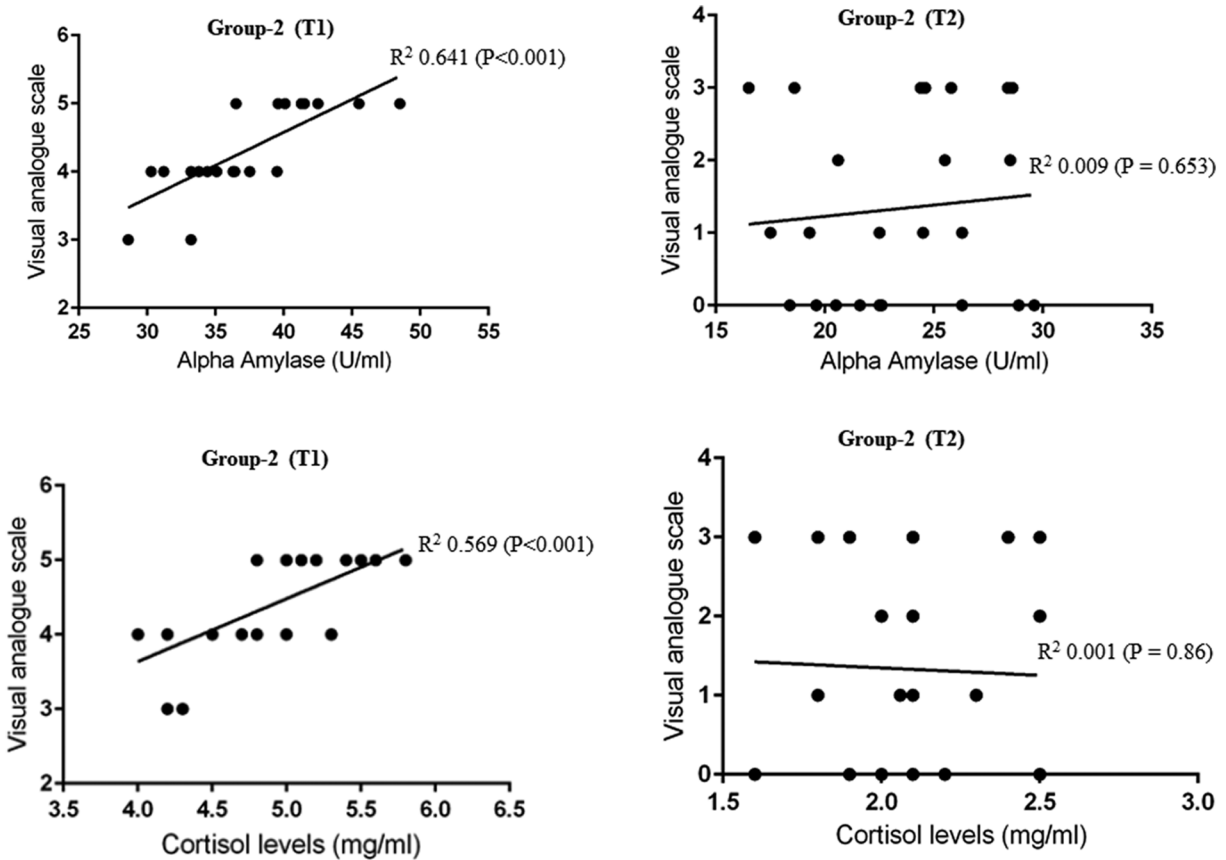 Group-2 (T1)
R² 0.641 (P<0.001)
Visual analogue scale
6
5
4
3
2
25 30 35 40 45 50 55
Alpha Amylase (U/ml)
Group-2 (T2)
R² 0.009 (P = 0.653)
Visual analogue scale
4
3
2
1
0
15 20 25 30 35
Alpha Amylase (U/ml)
Group-2 (T1)
R² 0.569 (P<0.001)
Visual analogue scale
6
5
4
3
2
3.5 4.0 4.5 5.0 5.5 6.0 6.5
Cortisol levels (mg/ml)
Group-2 (T2)
R² 0.001 (P = 0.86)
Visual analogue scale
4
3
2
1
0
1.5 2.0 2.5 3.0
Cortisol levels (mg/ml)